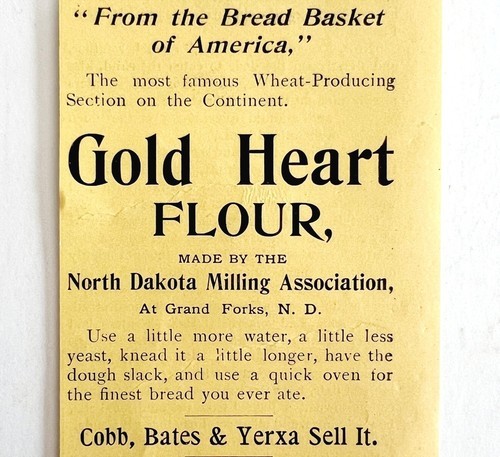 “From the Bread Basket
of America,”
The most famous Wheat-Producing
Section on the Continent.
Gold Heart
FLOUR,
MADE BY THE
North Dakota Milling Association,
At Grand Forks, N. D.
Use a little more water, a little less
yeast, knead it a little longer, have the
dough slack, and use a quick oven for
the finest bread you ever ate.
Cobb, Bates & Yerxa Sell It.